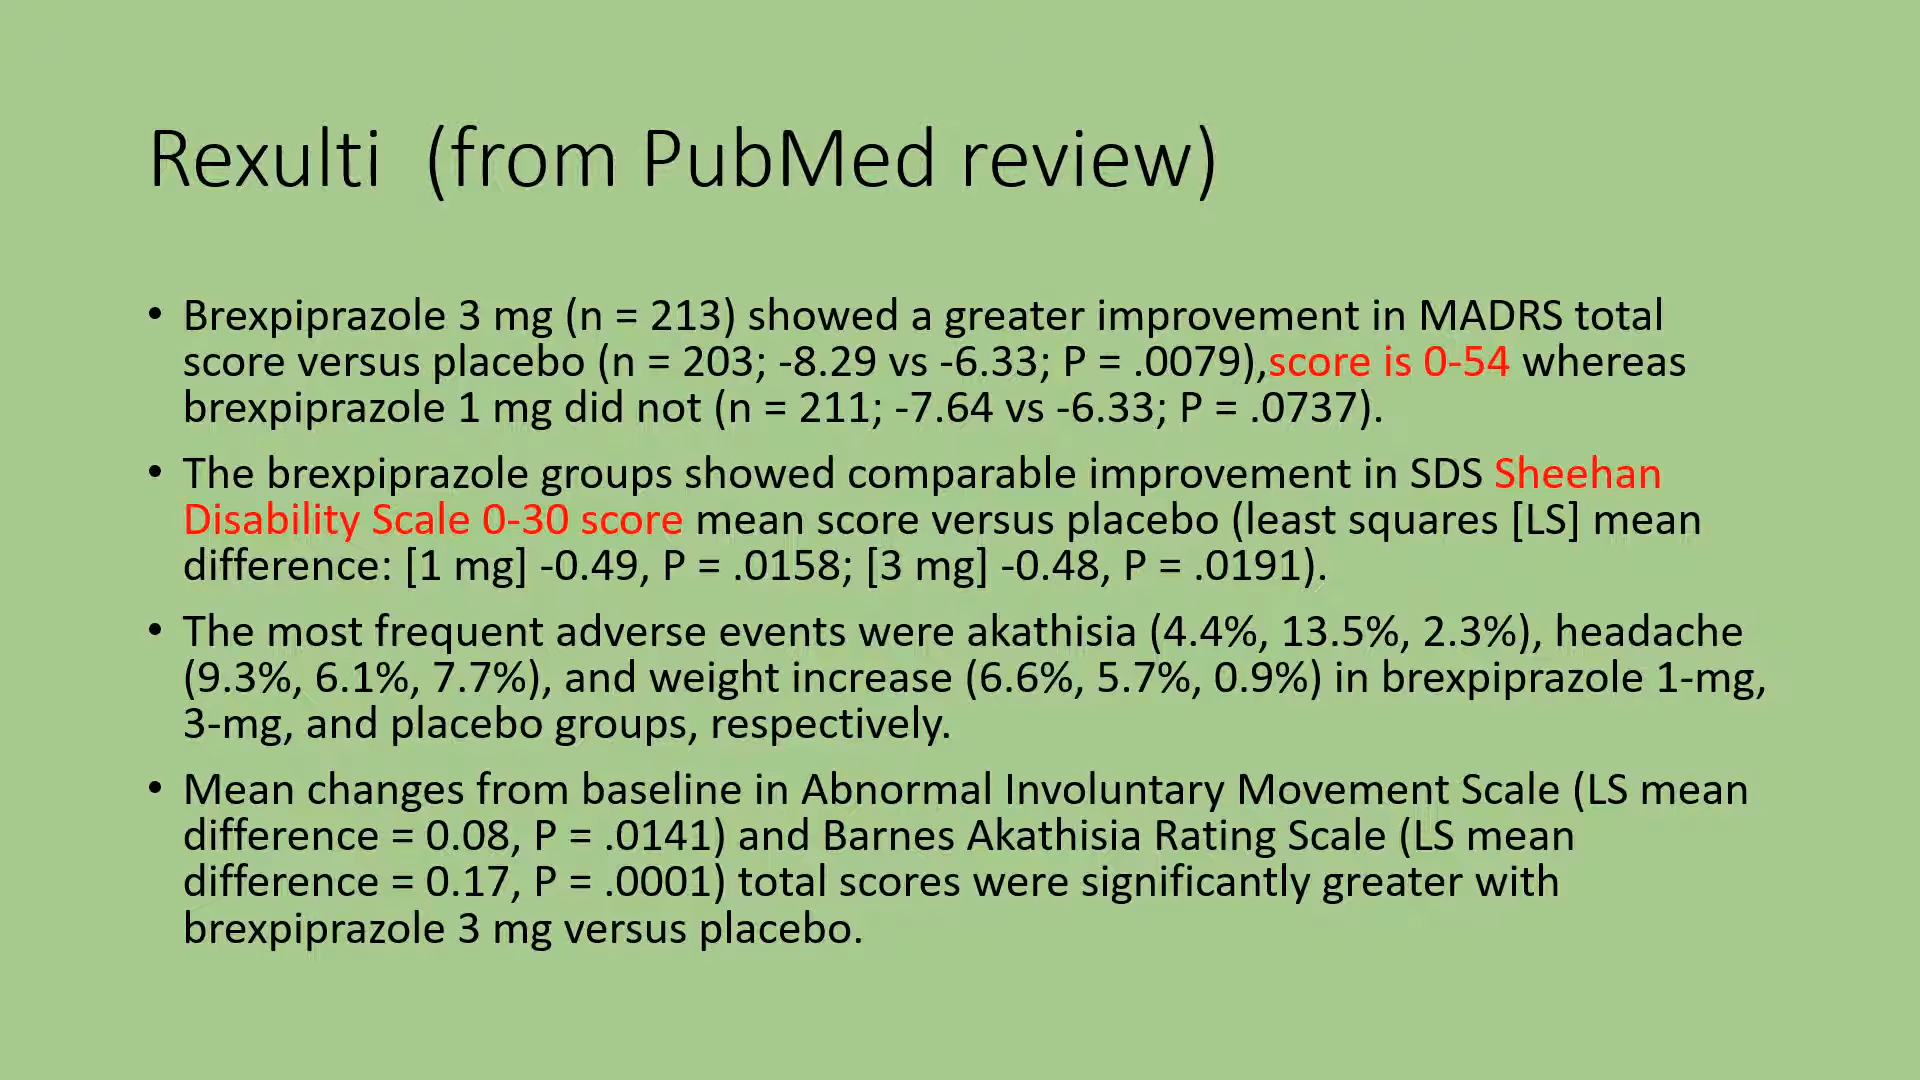 Rexulti  (from PubMed review)
• Brexpiprazole 3 mg (n = 213) showed a greater improvement in MADRS total
score versus placebo (n = 203; -8.29 vs -6.33; P = .0079),score is 0-54 whereas
brexpiprazole 1 mg did not (n = 211; -7.64 vs -6.33; P = .0737).
• The brexpiprazole groups showed comparable improvement in SDS Sheehan
Disability Scale 0-30 score mean score versus placebo (least squares [LS] mean
difference: [1 mg] -0.49, P = .0158; [3 mg] -0.48, P = .0191).
• The most frequent adverse events were akathisia (4.4%, 13.5%, 2.3%), headache
(9.3%, 6.1%, 7.7%), and weight increase (6.6%, 5.7%, 0.9%) in brexpiprazole 1-mg,
3-mg, and placebo groups, respectively.
• Mean changes from baseline in Abnormal Involuntary Movement Scale (LS mean
difference = 0.08, P = .0141) and Barnes Akathisia Rating Scale (LS mean
difference = 0.17, P = .0001) total scores were significantly greater with
brexpiprazole 3 mg versus placebo.